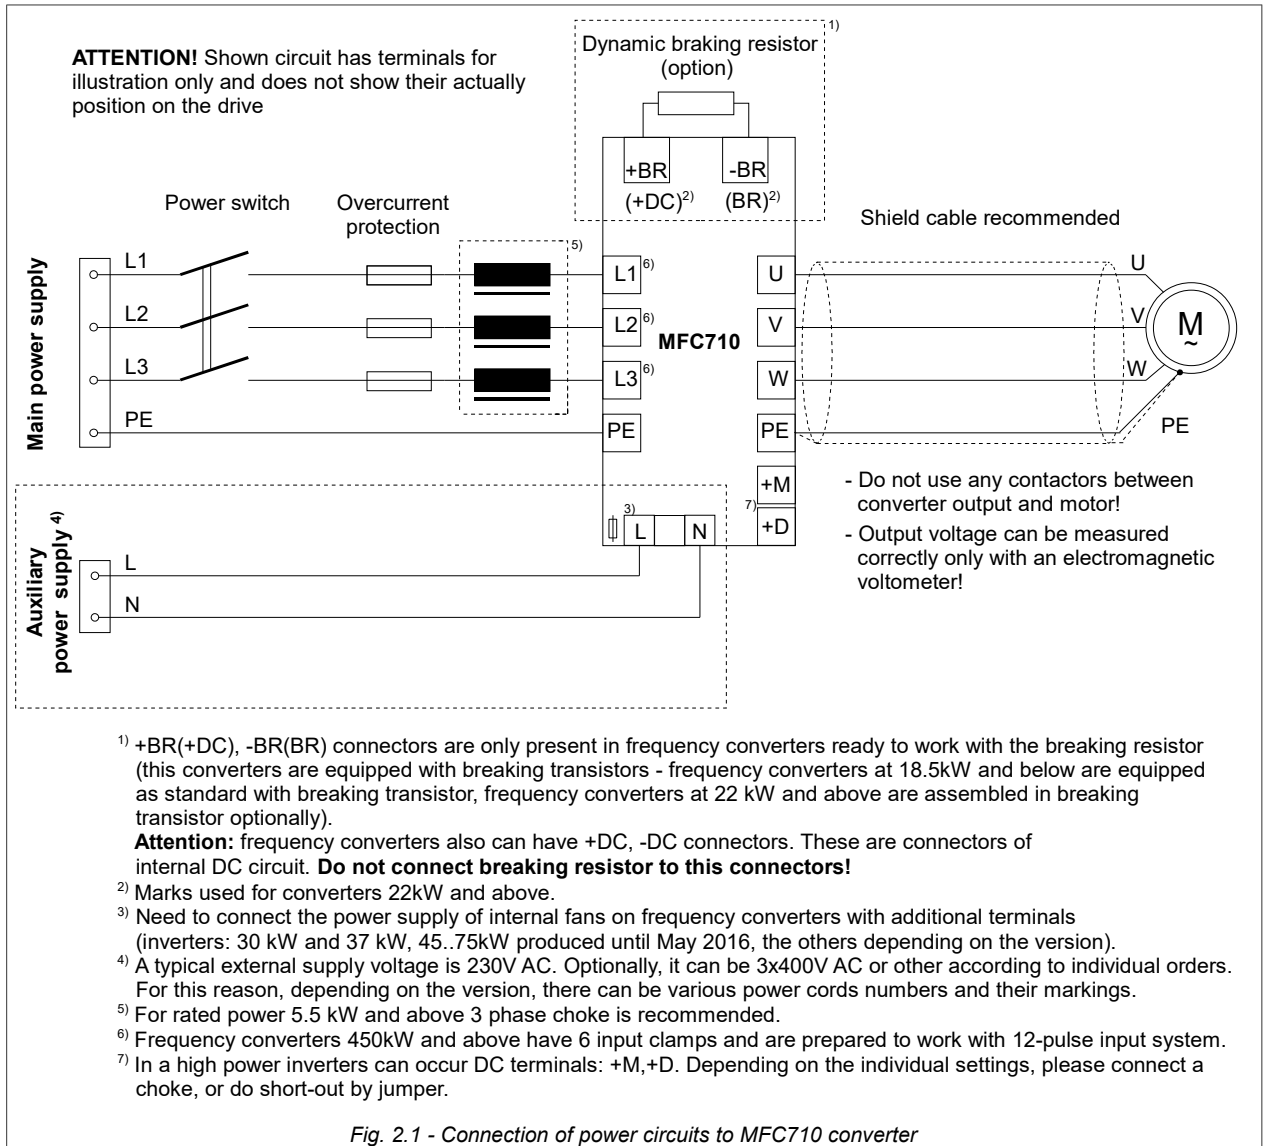 1)
Dynamic braking resistor
(option)
ATTENTION! Shown circuit has terminals for
illustration only and does not show their actually
position on the drive
+BR
-BR
(+DC)2)
(BR)2)
Power switch
Overcurrent
protection
Shield cable recommended
5)
Main power supply
L1
L2
L3
PE
L1 6)
L2 6)
L3 6)
PE
MFC710
U
V
W
PE
+M
7)
+D
U
V
W
M
~
PE
- Do not use any contactors between
converter output and motor!
- Output voltage can be measured
correctly only with an electromagnetic
voltometer!
3)
L
N
Auxiliary
power supply 4)
L
N
1) +BR(+DC), -BR(BR) connectors are only present in frequency converters ready to work with the breaking resistor
(this converters are equipped with breaking transistors - frequency converters at 18.5kW and below are equipped
as standard with breaking transistor, frequency converters at 22 kW and above are assembled in breaking
transistor optionally).
Attention: frequency converters also can have +DC, -DC connectors. These are connectors of
internal DC circuit. Do not connect breaking resistor to this connectors!
2) Marks used for converters 22kW and above.
3) Need to connect the power supply of internal fans on frequency converters with additional terminals
(inverters: 30 kW and 37 kW, 45..75kW produced until May 2016, the others depending on the version).
4) A typical external supply voltage is 230V AC. Optionally, it can be 3x400V AC or other according to individual orders.
For this reason, depending on the version, there can be various power cords numbers and their markings.
5) For rated power 5.5 kW and above 3 phase choke is recommended.
6) Frequency converters 450kW and above have 6 input clamps and are prepared to work with 12-pulse input system.
7) In a high power inverters can occur DC terminals: +M,+D. Depending on the individual settings, please connect a
choke, or do short-out by jumper.
Fig. 2.1 - Connection of power circuits to MFC710 converter